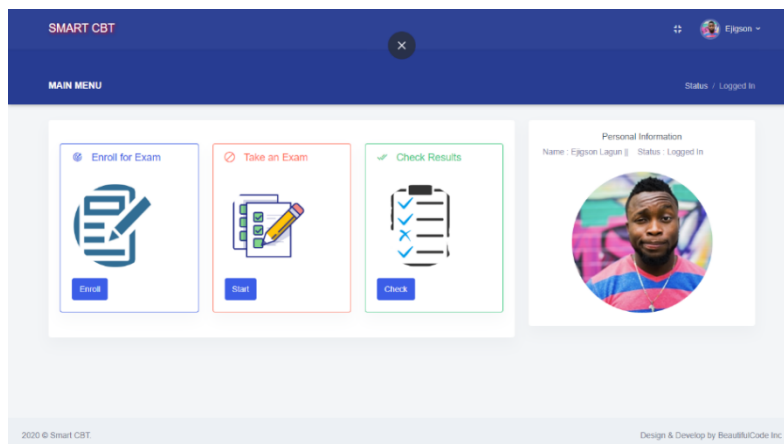 SMART CBT
Ejigson
MAIN MENU
Status / Logged In
Enroll for Exam
Take an Exam
Check Results
Enroll
Start
Check
Personal Information
Name : Ejigson Lagun || Status : Logged In
2020 © Smart CBT.
Design & Develop by BeautifulCode Inc